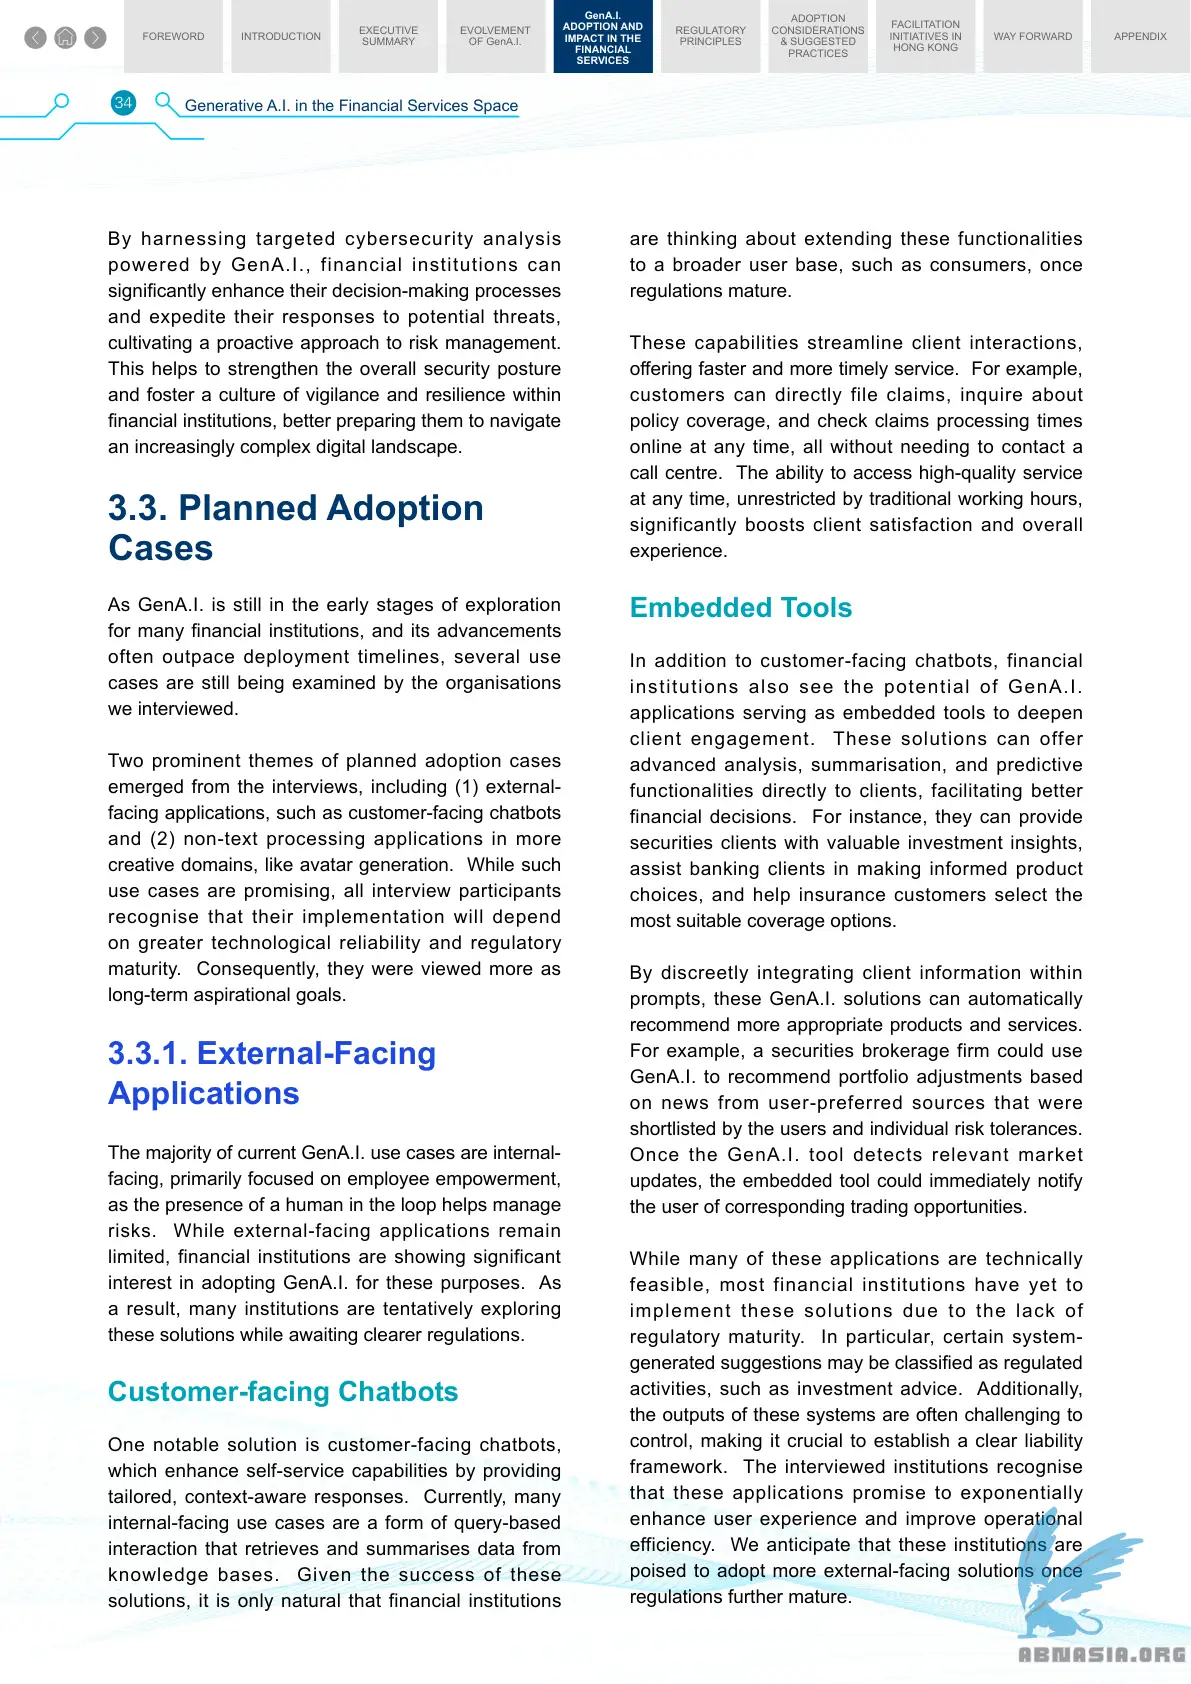 FOREWORD
INTRODUCTION
EXECUTIVE
SUMMARY
EVOLVEMENT
OF GenA.I.
GenA.I.
ADOPTION AND
IMPACT IN THE
FINANCIAL
SERVICES
REGULATORY
PRINCIPLES
ADOPTION
CONSIDERATIONS
& SUGGESTED
PRACTICES
FACILITATION
INITIATIVES IN
HONG KONG
WAY FORWARD
APPENDIX
34
Generative A.I. in the Financial Services Space
By harnessing targeted cybersecurity analysis
powered by GenA.I., financial institutions can
significantly enhance their decision-making processes
and expedite their responses to potential threats,
cultivating a proactive approach to risk management.
This helps to strengthen the overall security posture
and foster a culture of vigilance and resilience within
financial institutions, better preparing them to navigate
an increasingly complex digital landscape.
3.3. Planned Adoption
Cases
As GenA.I. is still in the early stages of exploration
for many financial institutions, and its advancements
often outpace deployment timelines, several use
cases are still being examined by the organisations
we interviewed.
Two prominent themes of planned adoption cases
emerged from the interviews, including (1) external-
facing applications, such as customer-facing chatbots
and (2) non-text processing applications in more
creative domains, like avatar generation. While such
use cases are promising, all interview participants
recognise that their implementation will depend
on greater technological reliability and regulatory
maturity. Consequently, they were viewed more as
long-term aspirational goals.
3.3.1. External-Facing
Applications
The majority of current GenA.I. use cases are internal-
facing, primarily focused on employee empowerment,
as the presence of a human in the loop helps manage
risks. While external-facing applications remain
limited, financial institutions are showing significant
interest in adopting GenA.I. for these purposes. As
a result, many institutions are tentatively exploring
these solutions while awaiting clearer regulations.
Customer-facing Chatbots
One notable solution is customer-facing chatbots,
which enhance self-service capabilities by providing
tailored, context-aware responses. Currently, many
internal-facing use cases are a form of query-based
interaction that retrieves and summarises data from
knowledge bases. Given the success of these
solutions, it is only natural that financial institutions
are thinking about extending these functionalities
to a broader user base, such as consumers, once
regulations mature.
These capabilities streamline client interactions,
offering faster and more timely service. For example,
customers can directly file claims, inquire about
policy coverage, and check claims processing times
online at any time, all without needing to contact a
call centre. The ability to access high-quality service
at any time, unrestricted by traditional working hours,
significantly boosts client satisfaction and overall
experience.
Embedded Tools
In addition to customer-facing chatbots, financial
institutions also see the potential of GenA.I.
applications serving as embedded tools to deepen
client engagement. These solutions can offer
advanced analysis, summarisation, and predictive
functionalities directly to clients, facilitating better
financial decisions. For instance, they can provide
securities clients with valuable investment insights,
assist banking clients in making informed product
choices, and help insurance customers select the
most suitable coverage options.
By discreetly integrating client information within
prompts, these GenA.I. solutions can automatically
recommend more appropriate products and services.
For example, a securities brokerage firm could use
GenA.I. to recommend portfolio adjustments based
on news from user-preferred sources that were
shortlisted by the users and individual risk tolerances.
Once the GenA.I. tool detects relevant market
updates, the embedded tool could immediately notify
the user of corresponding trading opportunities.
While many of these applications are technically
feasible, most financial institutions have yet to
implement these solutions due to the lack of
regulatory maturity. In particular, certain system-
generated suggestions may be classified as regulated
activities, such as investment advice. Additionally,
the outputs of these systems are often challenging to
control, making it crucial to establish a clear liability
framework. The interviewed institutions recognise
that these applications promise to exponentially
enhance user experience and improve operational
efficiency. We anticipate that these institutions are
poised to adopt more external-facing solutions once
regulations further mature.
ABNASIA.ORG